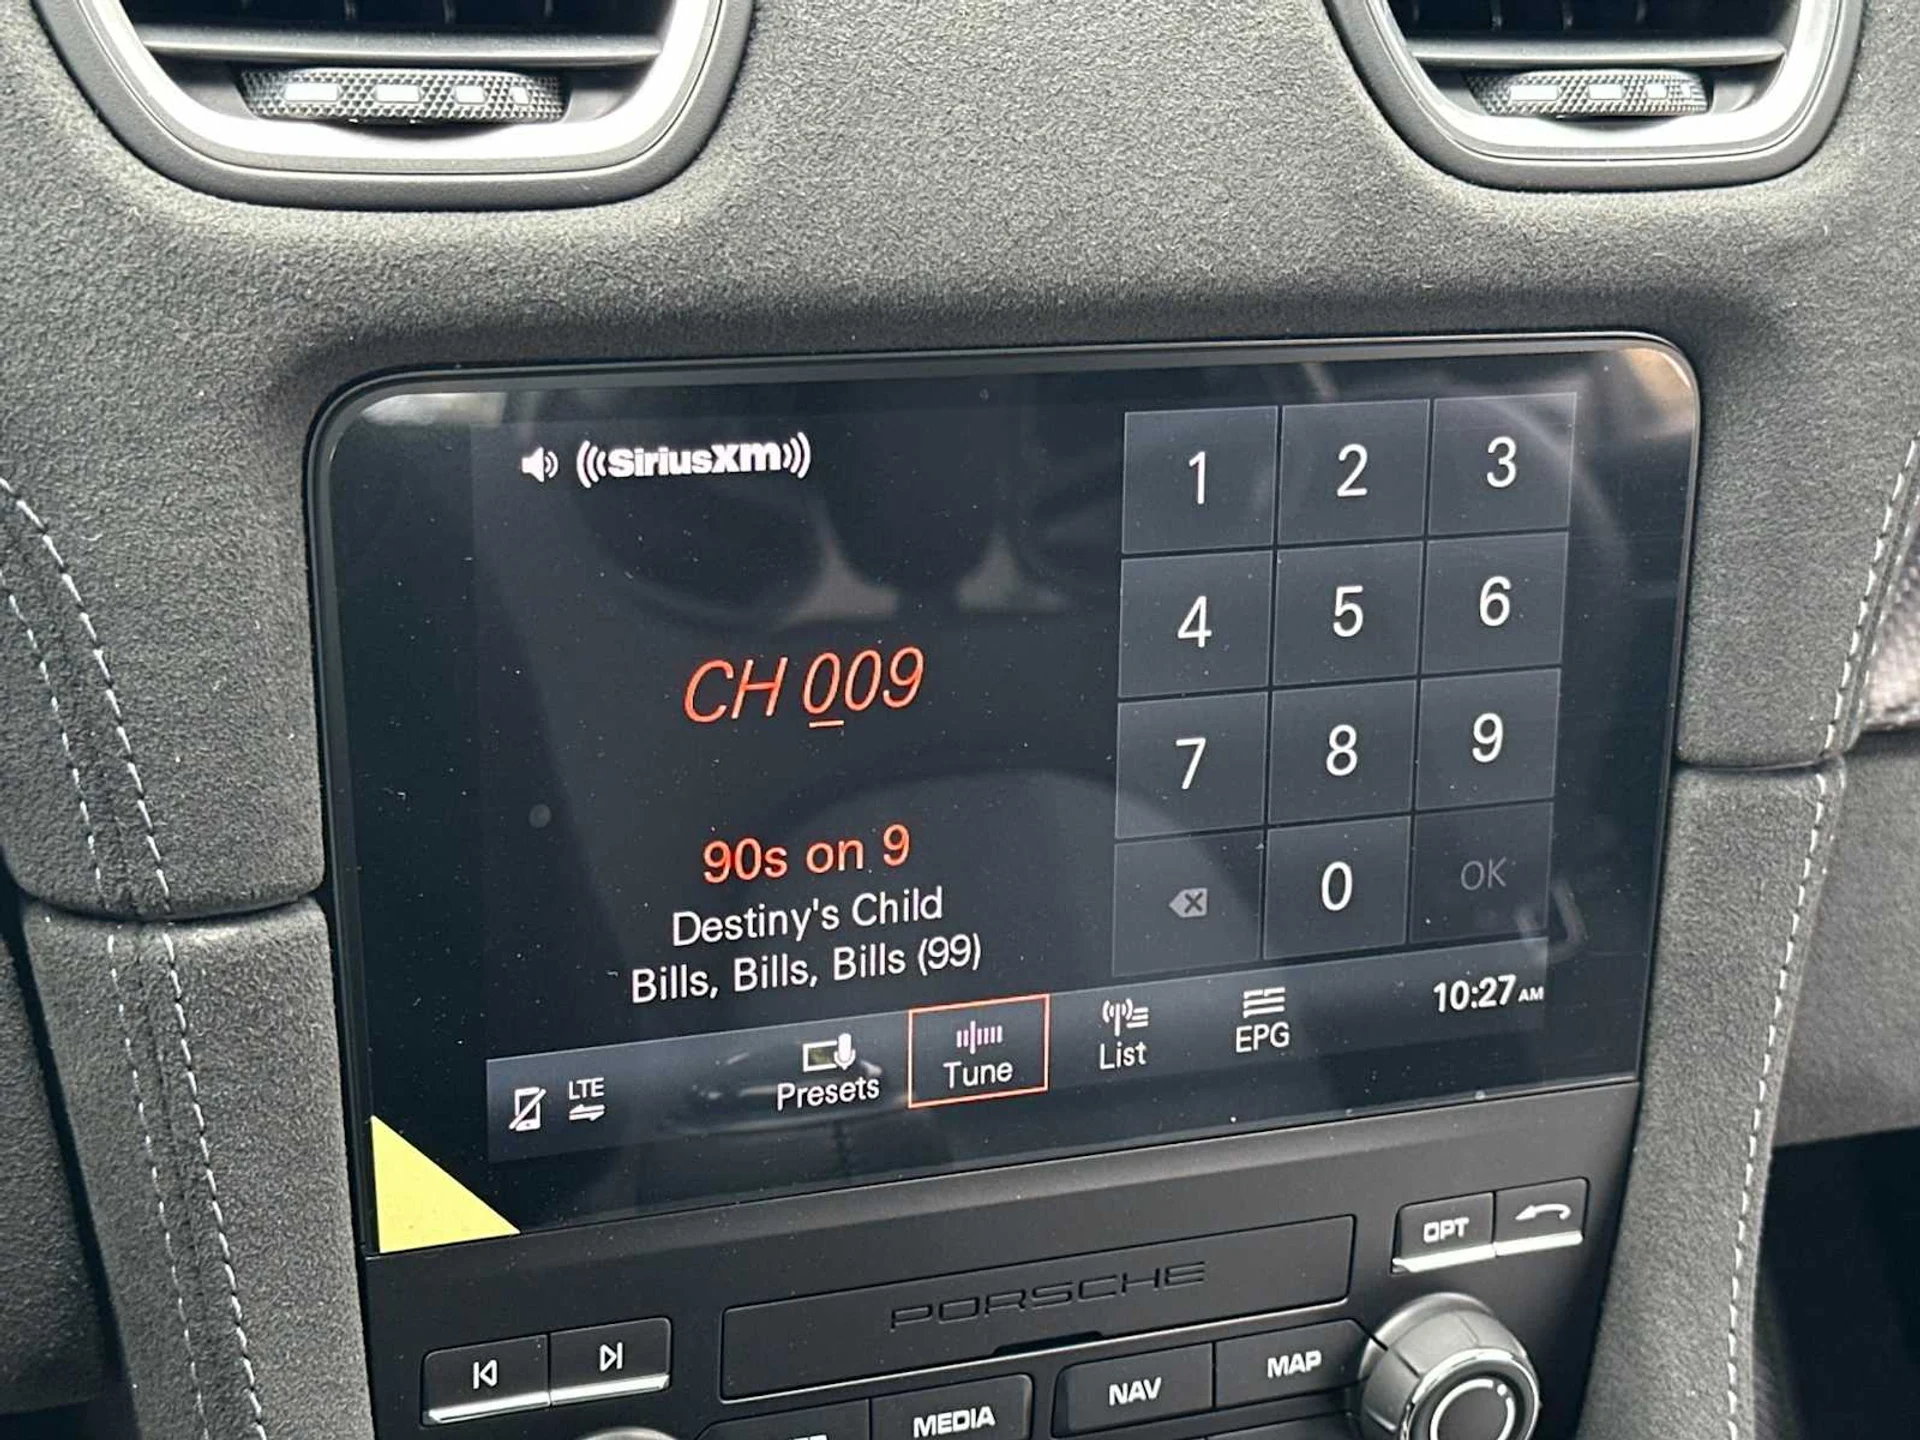 SiriusXM
1 2 3
4 5 6
7 8 9
0 OK
CH 009
90s on 9
Destiny's Child
Bills, Bills, Bills (99)
LTE
Presets
Tune
List
EPG
10:27 AM
OPT
PORSCHE
NAV
MAP
MEDIA